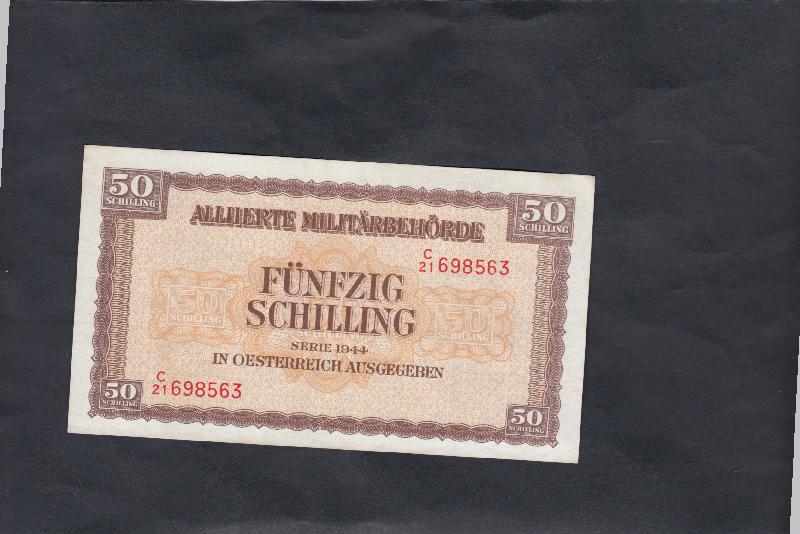 50
SCHILLING
50
SCHILLING
ALLIIERTE MILITÄRBEHÖRDE
C
21 698563
FÜNFZIG
SCHILLING
50
SCHILLING
50
SCHILLING
SERIE 1944
IN OESTERREICH AUSGEGEBEN
C
21 698563
50
SCHILLING
50
SCHILLING